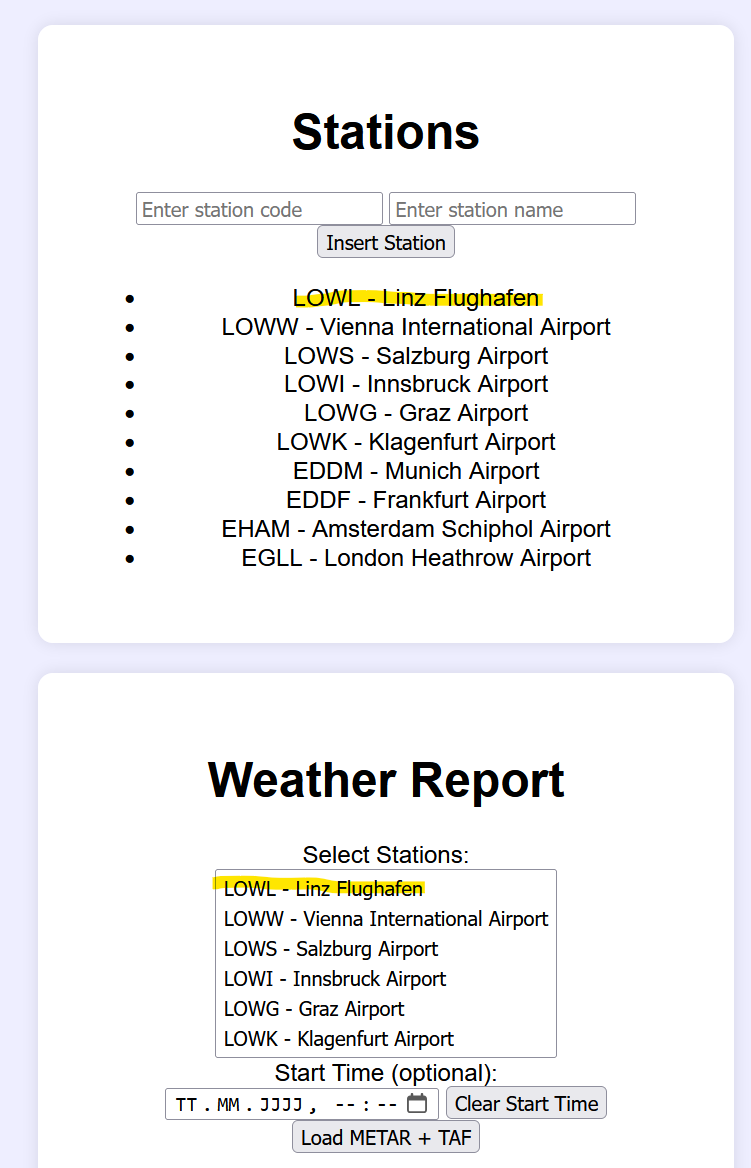 Stations
Enter station code Enter station name
Insert Station
LOWL - Linz Flughafen
LOWW - Vienna International Airport
LOWS - Salzburg Airport
LOWI - Innsbruck Airport
LOWG - Graz Airport
LOWK - Klagenfurt Airport
EDDM - Munich Airport
EDDF - Frankfurt Airport
EHAM - Amsterdam Schiphol Airport
EGLL - London Heathrow Airport
Weather Report
Select Stations:
LOWL - Linz Flughafen
LOWW - Vienna International Airport
LOWS - Salzburg Airport
LOWI - Innsbruck Airport
LOWG - Graz Airport
LOWK - Klagenfurt Airport
Start Time (optional):
TT.MM.JJJJ, --:-- Clear Start Time
Load METAR + TAF